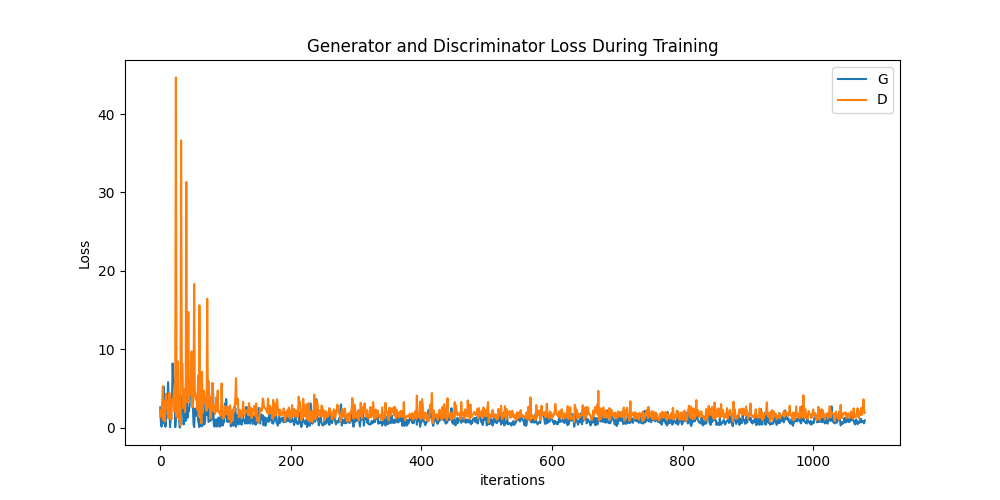 Generator and Discriminator Loss During Training
G
D
40
30
20
10
0
Loss
0 200 400 600 800 1000
iterations